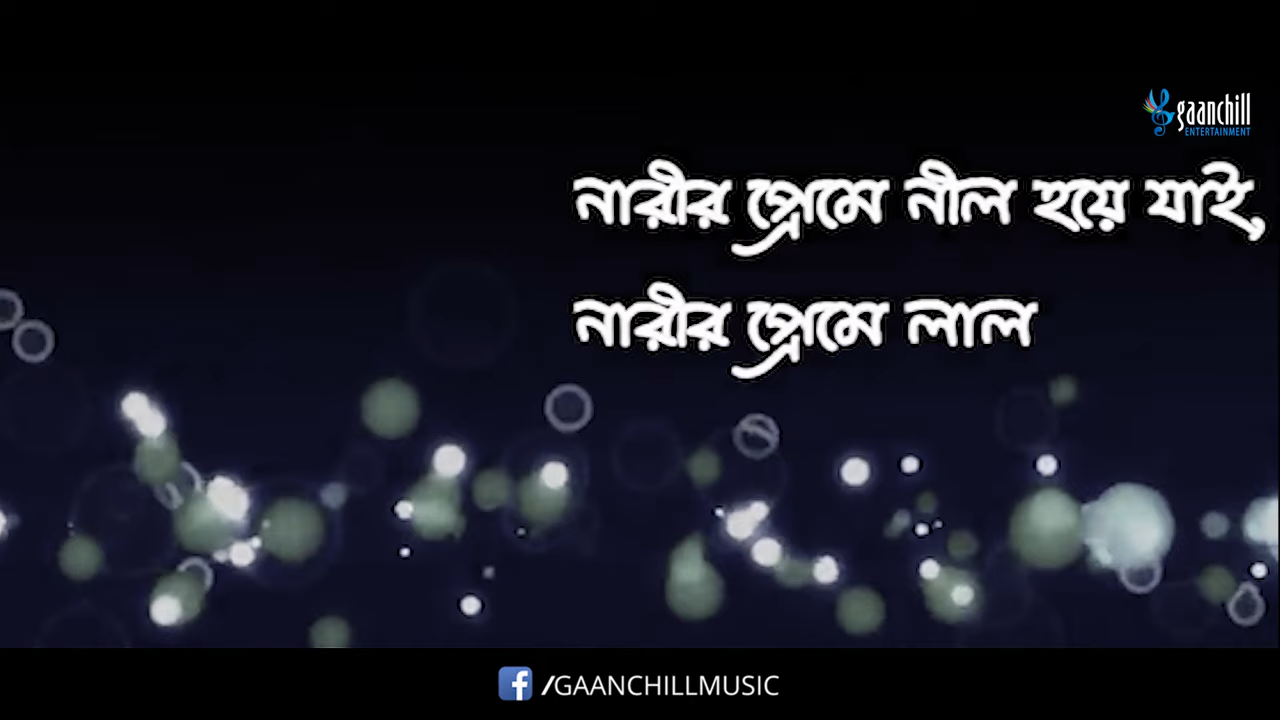 gaanchill
ENTERTAINMENT
নারীর প্রেমে নীল হয়ে যাই,
নারীর প্রেমে লাল
/GAANCHILLMUSIC